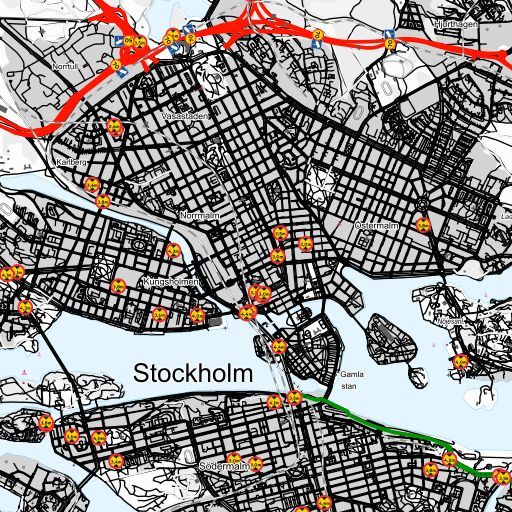 Hjorthagen
Norrtull
Vasastaden
Karlberg
Norrmalm
Östermalm
Kungsholmen
Stockholm
Gamla
stan
Södermalm